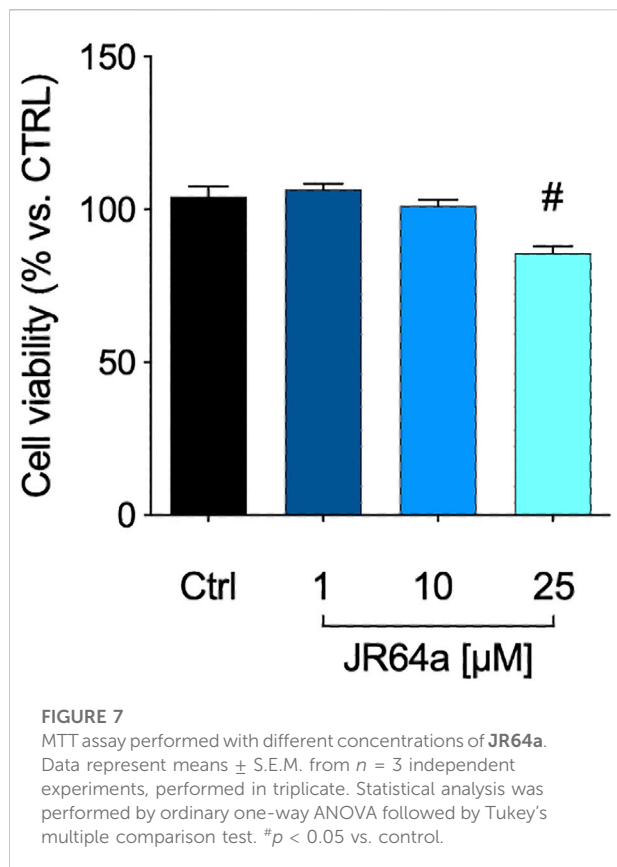 150
100
50
0
Cell viability (% vs. CTRL)
#
Ctrl 1 10 25
JR64a [µM]
FIGURE 7
MTT assay performed with different concentrations of JR64a.
Data represent means ± S.E.M. from n = 3 independent
experiments, performed in triplicate. Statistical analysis was
performed by ordinary one-way ANOVA followed by Tukey's
multiple comparison test. #p < 0.05 vs. control.